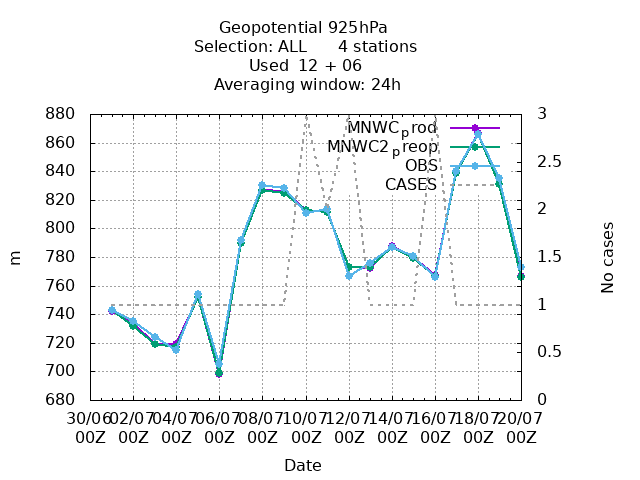 Geopotential 925hPa
Selection: ALL 4 stations
Used 12 + 06
Averaging window: 24h
880 860 840 820 800 780 760 740 720 700 680
m
MNWCprod
MNWC2preop
OBS
CASES
3 2.5 2 1.5 1 0.5 0
No cases
30/06 02/07 04/07 06/07 08/07 10/07 12/07 14/07 16/07 18/07 20/07
00Z 00Z 00Z 00Z 00Z 00Z 00Z 00Z 00Z 00Z 00Z
Date